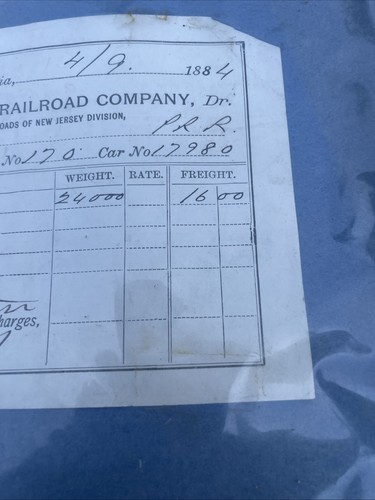 ia, 4/9. 1884
RAILROAD COMPANY, Dr.
OADS OF NEW JERSEY DIVISION,
P.R.R.
No 170 Car No 17980
WEIGHT. RATE. FREIGHT.
24000 16 00
harges,